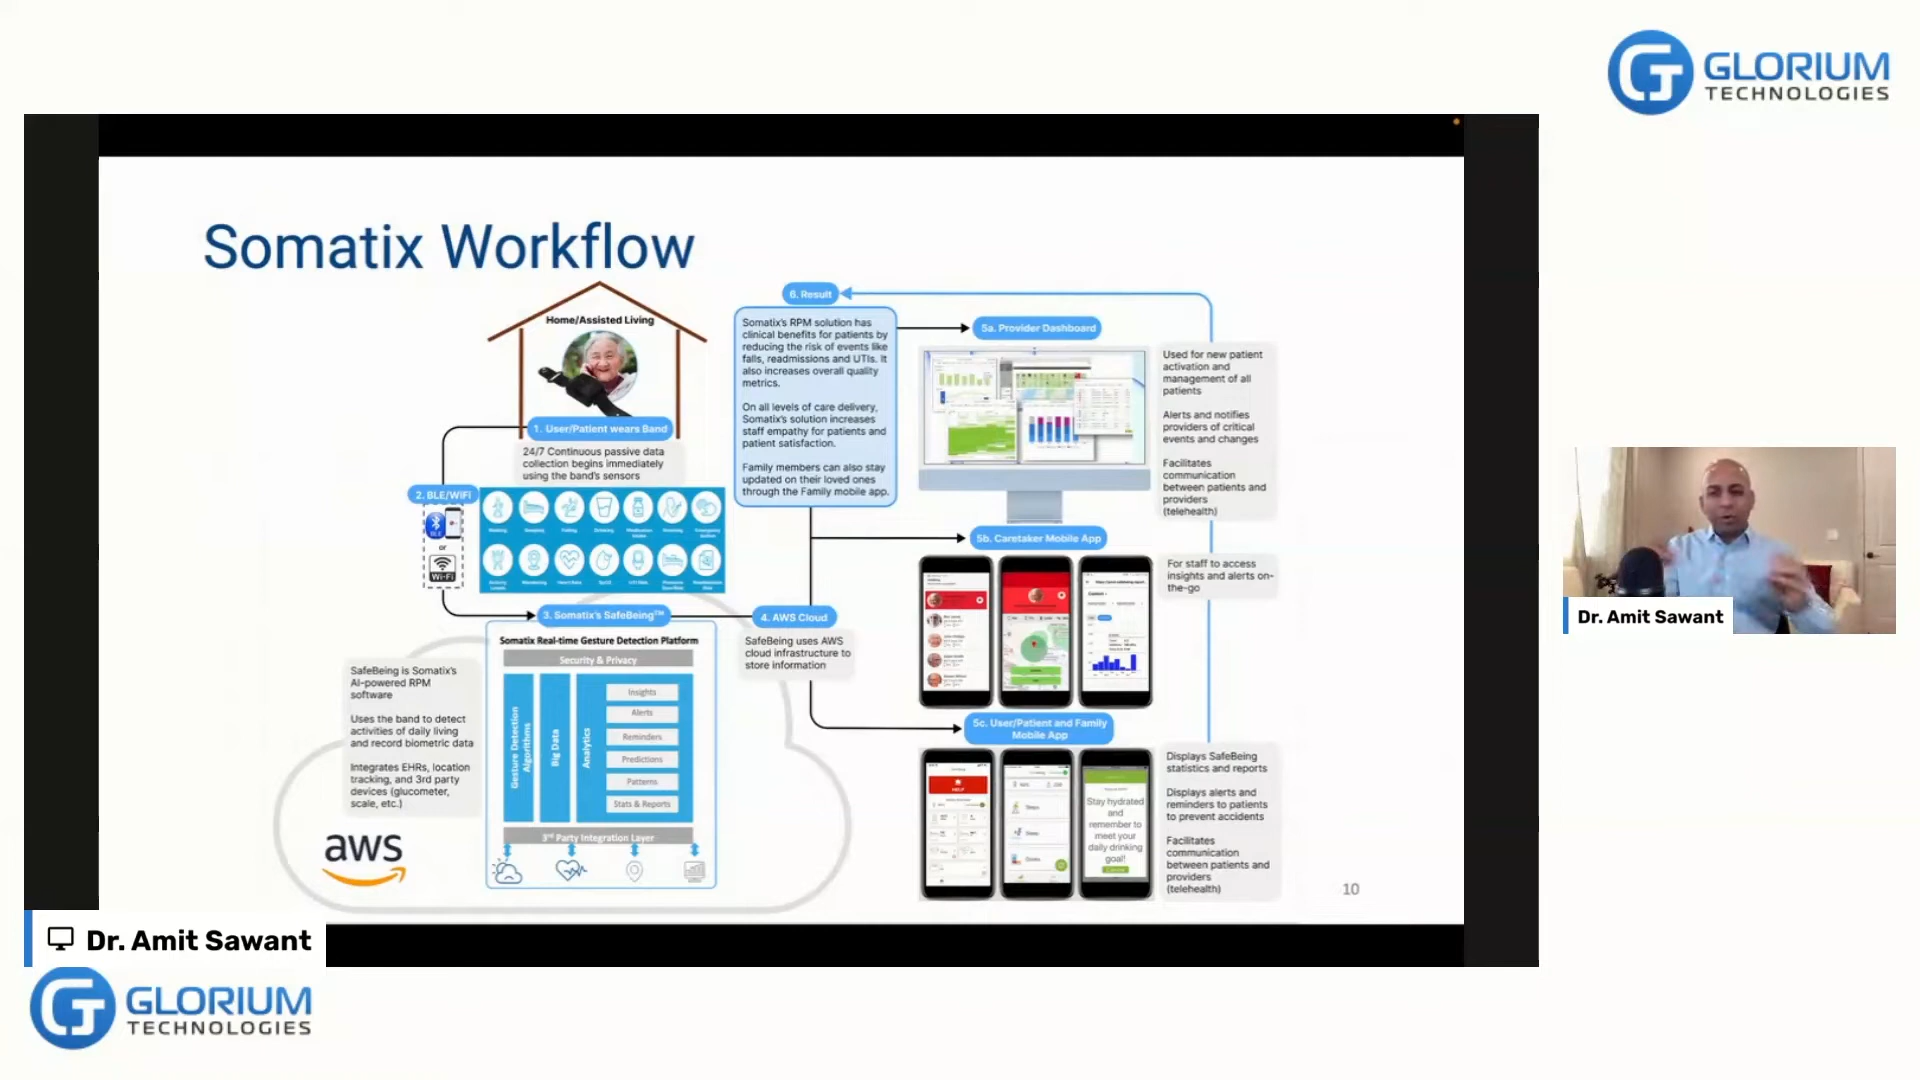 GLORIUM
TECHNOLOGIES
Somatix Workflow
Home/Assisted Living
1. User/Patient wears Band
24/7 Continuous passive data
collection begins immediately
using the band's sensors
2. BLE/WiFi
BLE
or
Wi-Fi
3. Somatix's SafeBeing™
Somatix Real-time Gesture Detection Platform
Security & Privacy
Gesture Detection
Algorithms
Big Data
Analytics
Insights
Alerts
Reminders
Predictions
Patterns
Stats & Reports
3rd Party Integration Layer
SafeBeing is Somatix's
AI-powered RPM
software
Uses the band to detect
activities of daily living
and record biometric data
Integrates EHRs, location
tracking, and 3rd party
devices (glucometer,
scale, etc.)
aws
4. AWS Cloud
SafeBeing uses AWS
cloud infrastructure to
store information
6. Result
Somatix's RPM solution has
clinical benefits for patients by
reducing the risk of events like
falls, readmissions and UTIs. It
also increases overall quality
metrics.
On all levels of care delivery,
Somatix's solution increases
staff empathy for patients and
patient satisfaction.
Family members can also stay
updated on their loved ones
through the Family mobile app.
5a. Provider Dashboard
Used for new patient
activation and
management of all
patients
Alerts and notifies
providers of critical
events and changes
Facilitates
communication
between patients and
providers
(telehealth)
5b. Caretaker Mobile App
For staff to access
insights and alerts on-
the-go
5c. User/Patient and Family
Mobile App
HELP
Steps
Stay hydrated
and
remember to
meet your
daily drinking
goal!
Displays SafeBeing
statistics and reports
Displays alerts and
reminders to patients
to prevent accidents
Facilitates
communication
between patients and
providers
(telehealth)
10
Dr. Amit Sawant
Dr. Amit Sawant
GLORIUM
TECHNOLOGIES